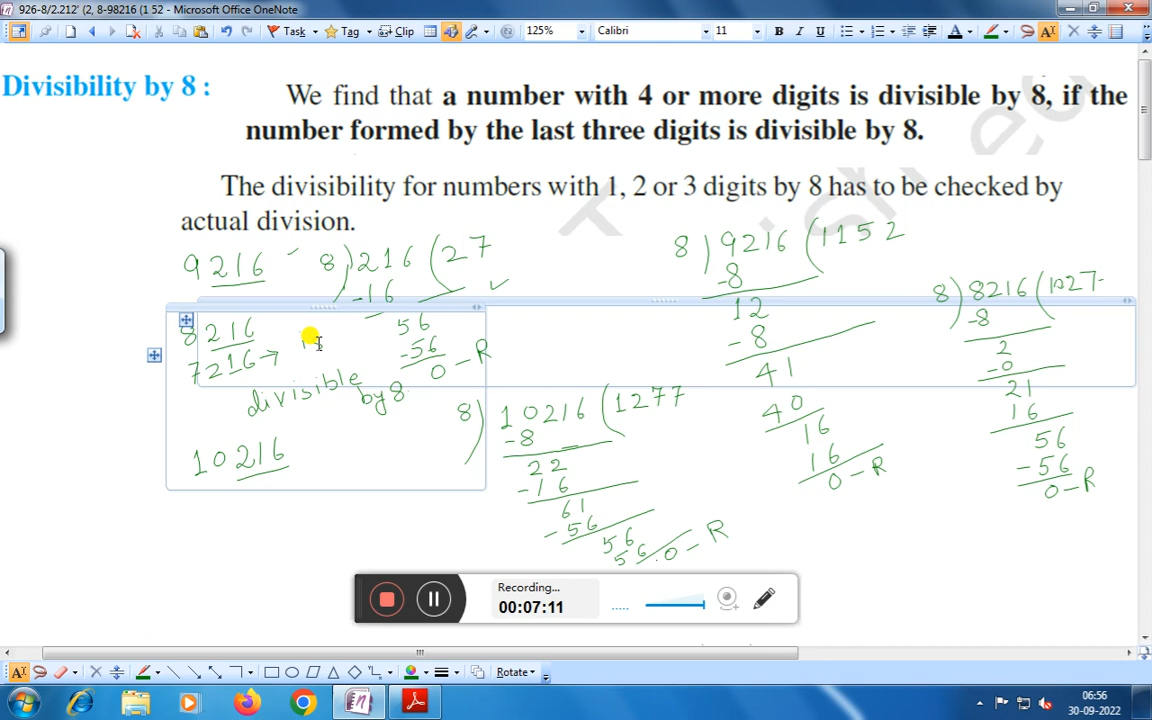 926-8/2.212' (2, 8-98216 (1 52 - Microsoft Office OneNote
Task Tag Clip 125% Calibri 11 B I U
Divisibility by 8 :
We find that a number with 4 or more digits is divisible by 8, if the
number formed by the last three digits is divisible by 8.
The divisibility for numbers with 1, 2 or 3 digits by 8 has to be checked by
actual division.
9216
8)216(27
-16
56
-56
0-R
8216
7216→ is
divisible
by 8.
10216
8)10216(1277
-8
22
-16
61
-56
56
56
0-R
8)9216(1152
-8
12
-8
41
40
16
16
0-R
8)8216(1027
-8
2
-0
21
16
56
-56
0-R
Recording...
00:07:11
Rotate
06:56
30-09-2022